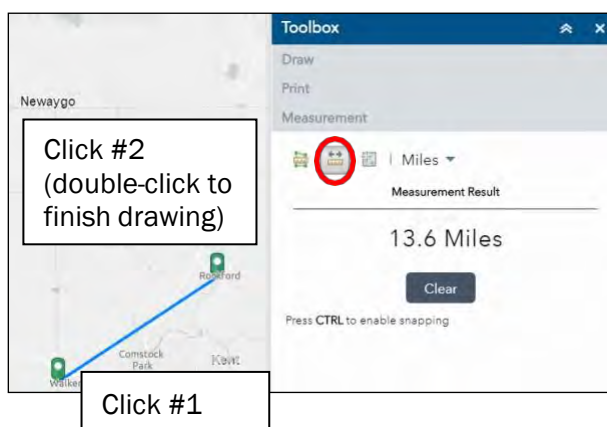 Toolbox
Draw
Print
Measurement
Newaygo
Click #2
(double-click to
finish drawing)
Miles
Measurement Result
13.6 Miles
Clear
Press CTRL to enable snapping
Rockford
Comstock
Park
Kent
Walker
Click #1